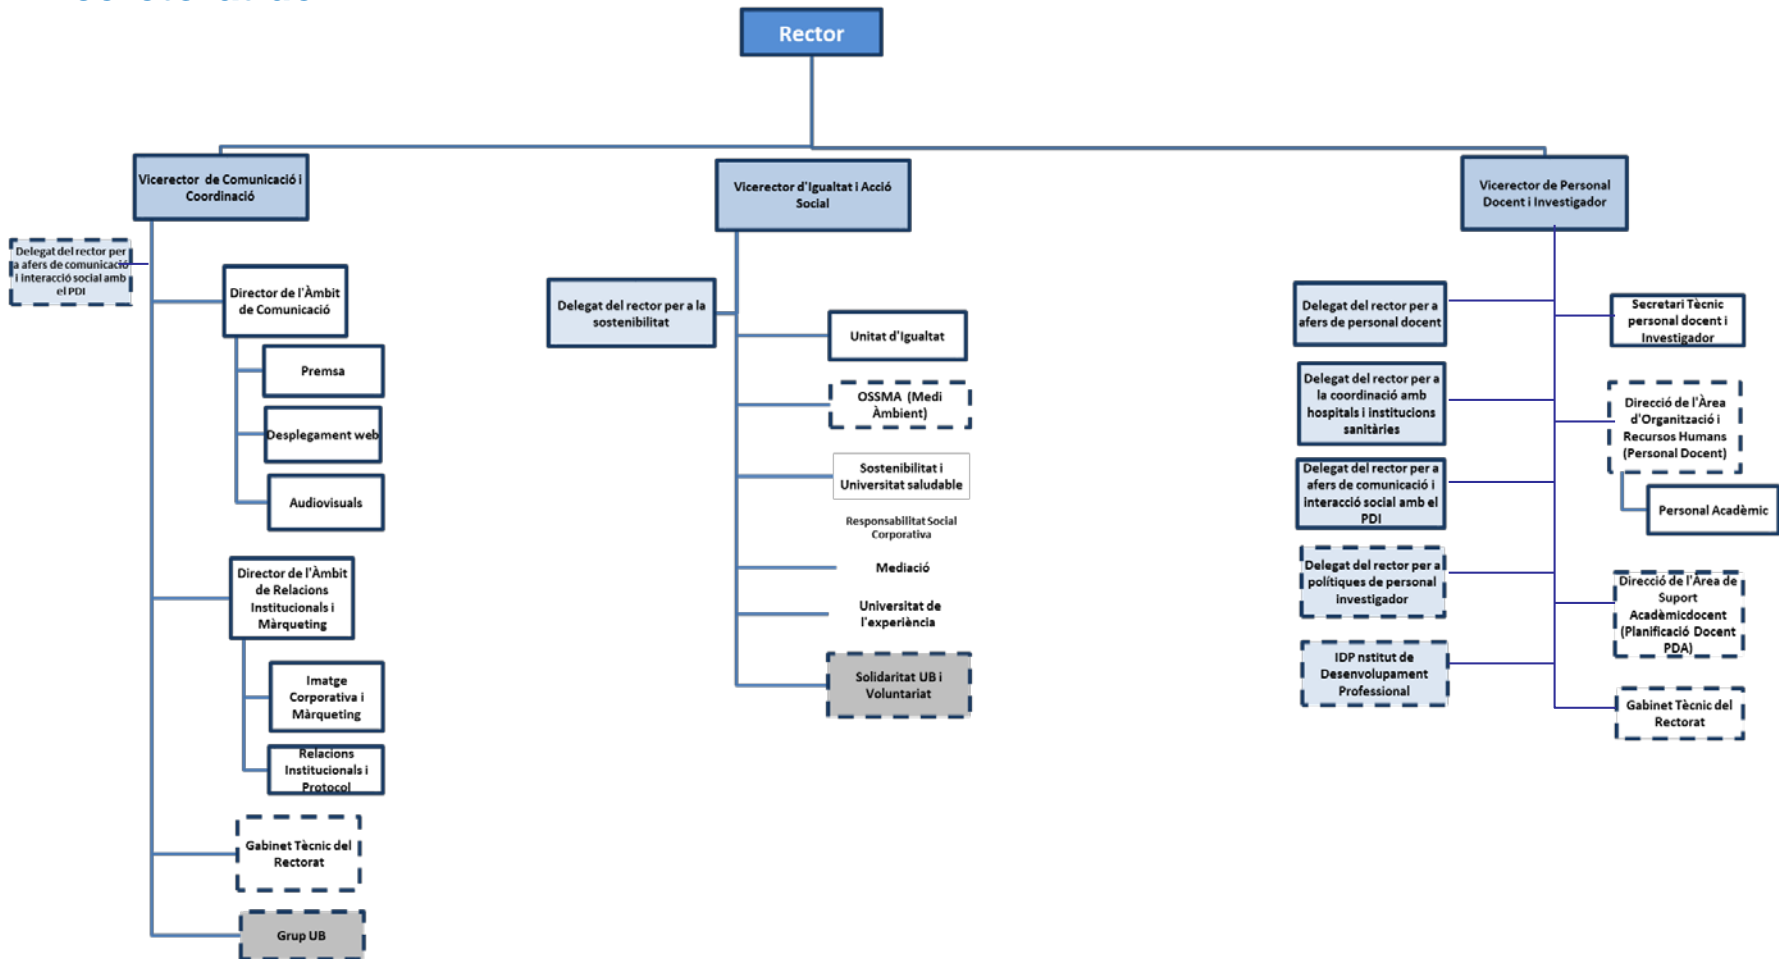 Rector
Vicerector de Comunicació i
Coordinació
Delegat del rector per
a afers de comunicació
i interacció social amb
el PDI
Director de l'Àmbit
de Comunicació
Premsa
Desplegament web
Audiovisuals
Director de l'Àmbit
de Relacions
Institucionals i
Màrqueting
Imatge
Corporativa i
Màrqueting
Relacions
Institucionals i
Protocol
Gabinet Tècnic del
Rectorat
Grup UB
Vicerector d'Igualtat i Acció
Social
Delegat del rector per a la
sostenibilitat
Unitat d'Igualtat
OSSMA (Medi
Àmbient)
Sostenibilitat i
Universitat saludable
Responsabilitat Social
Corporativa
Mediació
Universitat de
l'experiència
Solidaritat UB i
Voluntariat
Vicerector de Personal
Docent i Investigador
Delegat del rector per a
afers de personal docent
Delegat del rector per a
la coordinació amb
hospitals i institucions
sanitàries
Delegat del rector per a
afers de comunicació i
interacció social amb el
PDI
Delegat del rector per a
polítiques de personal
investigador
IDP nstitut de
Desenvolupament
Professional
Secretari Tècnic
personal docent i
Investigador
Direcció de l'Àrea
d'Organització i
Recursos Humans
(Personal Docent)
Personal Acadèmic
Direcció de l'Àrea de
Suport
Acadèmicdocent
(Planificació Docent
PDA)
Gabinet Tècnic del
Rectorat